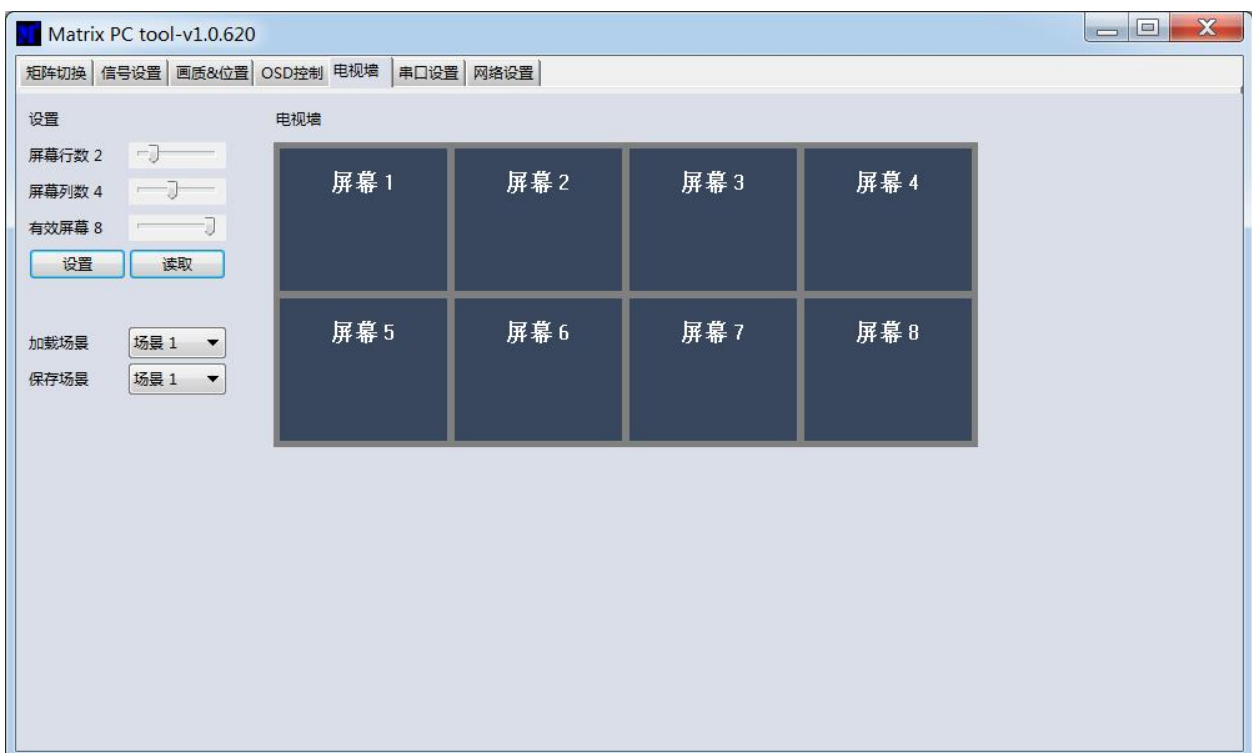 Matrix PC tool-v1.0.620
矩阵切换 信号设置 画质&位置 OSD控制 电视墙 串口设置 网络设置
设置
屏幕行数 2
屏幕列数 4
有效屏幕 8
设置 读取
加载场景 场景 1
保存场景 场景 1
电视墙
屏幕 1 屏幕 2 屏幕 3 屏幕 4
屏幕 5 屏幕 6 屏幕 7 屏幕 8